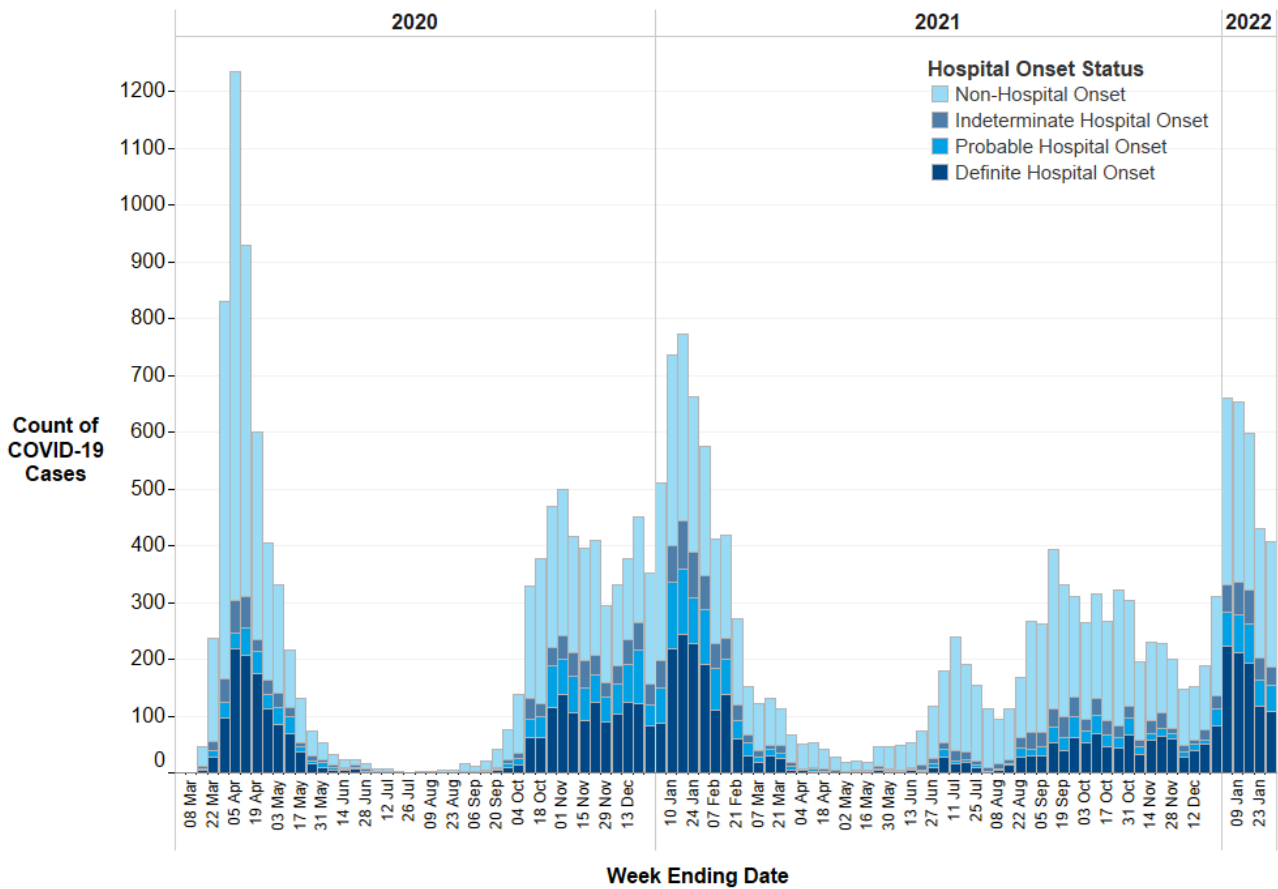 2020
2021
2022
Hospital Onset Status
Non-Hospital Onset
Indeterminate Hospital Onset
Probable Hospital Onset
Definite Hospital Onset
1200
1100
1000
900
800
700
600
500
400
300
200
100
0
Count of
COVID-19
Cases
08 Mar
22 Mar
05 Apr
19 Apr
03 May
17 May
31 May
14 Jun
28 Jun
12 Jul
26 Jul
09 Aug
23 Aug
06 Sep
20 Sep
04 Oct
18 Oct
01 Nov
15 Nov
29 Nov
13 Dec
10 Jan
24 Jan
07 Feb
21 Feb
07 Mar
21 Mar
04 Apr
18 Apr
02 May
16 May
30 May
13 Jun
27 Jun
11 Jul
25 Jul
08 Aug
22 Aug
05 Sep
19 Sep
03 Oct
17 Oct
31 Oct
14 Nov
28 Nov
12 Dec
09 Jan
23 Jan
Week Ending Date